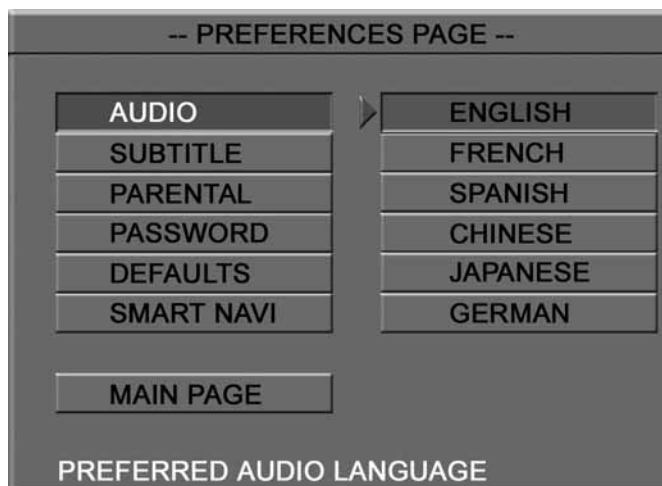 -- PREFERENCES PAGE --
AUDIO
SUBTITLE
PARENTAL
PASSWORD
DEFAULTS
SMART NAVI
MAIN PAGE
ENGLISH
FRENCH
SPANISH
CHINESE
JAPANESE
GERMAN
PREFERRED AUDIO LANGUAGE